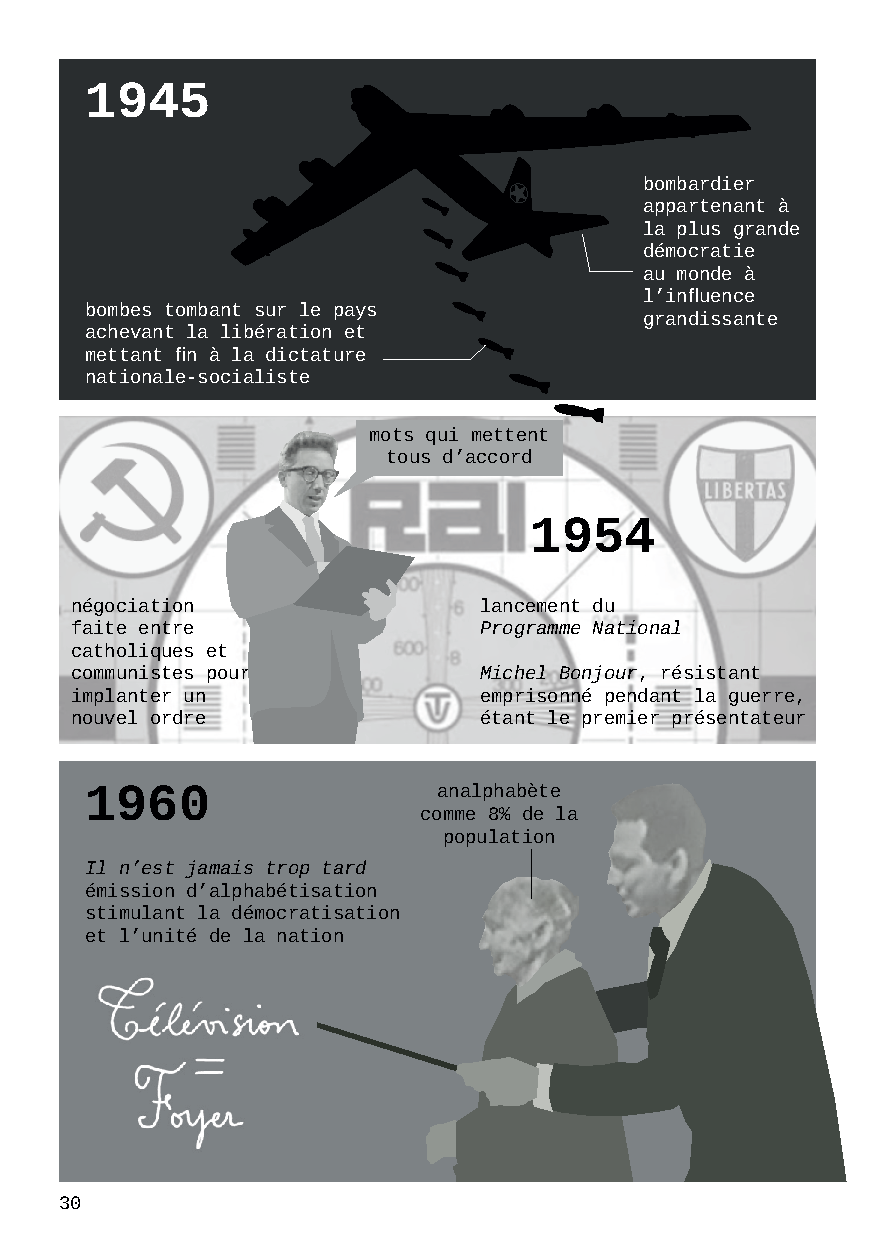 1945
bombardier
appartenant à
la plus grande
démocratie
au monde à
l’influence
grandissante
bombes tombant sur le pays
achevant la libération et
mettant fin à la dictature
nationale-socialiste
mots qui mettent
tous d’accord
LIBERTAS
RAI
1954
négociation
faite entre
catholiques et
communistes pour
implanter un
nouvel ordre
lancement du
Programme National
Michel Bonjour, résistant
emprisonné pendant la guerre,
étant le premier présentateur
600
6
8
TV
1960
analphabète
comme 8% de la
population
Il n’est jamais trop tard
émission d’alphabétisation
stimulant la démocratisation
et l’unité de la nation
Télévision
=
Foyer
30